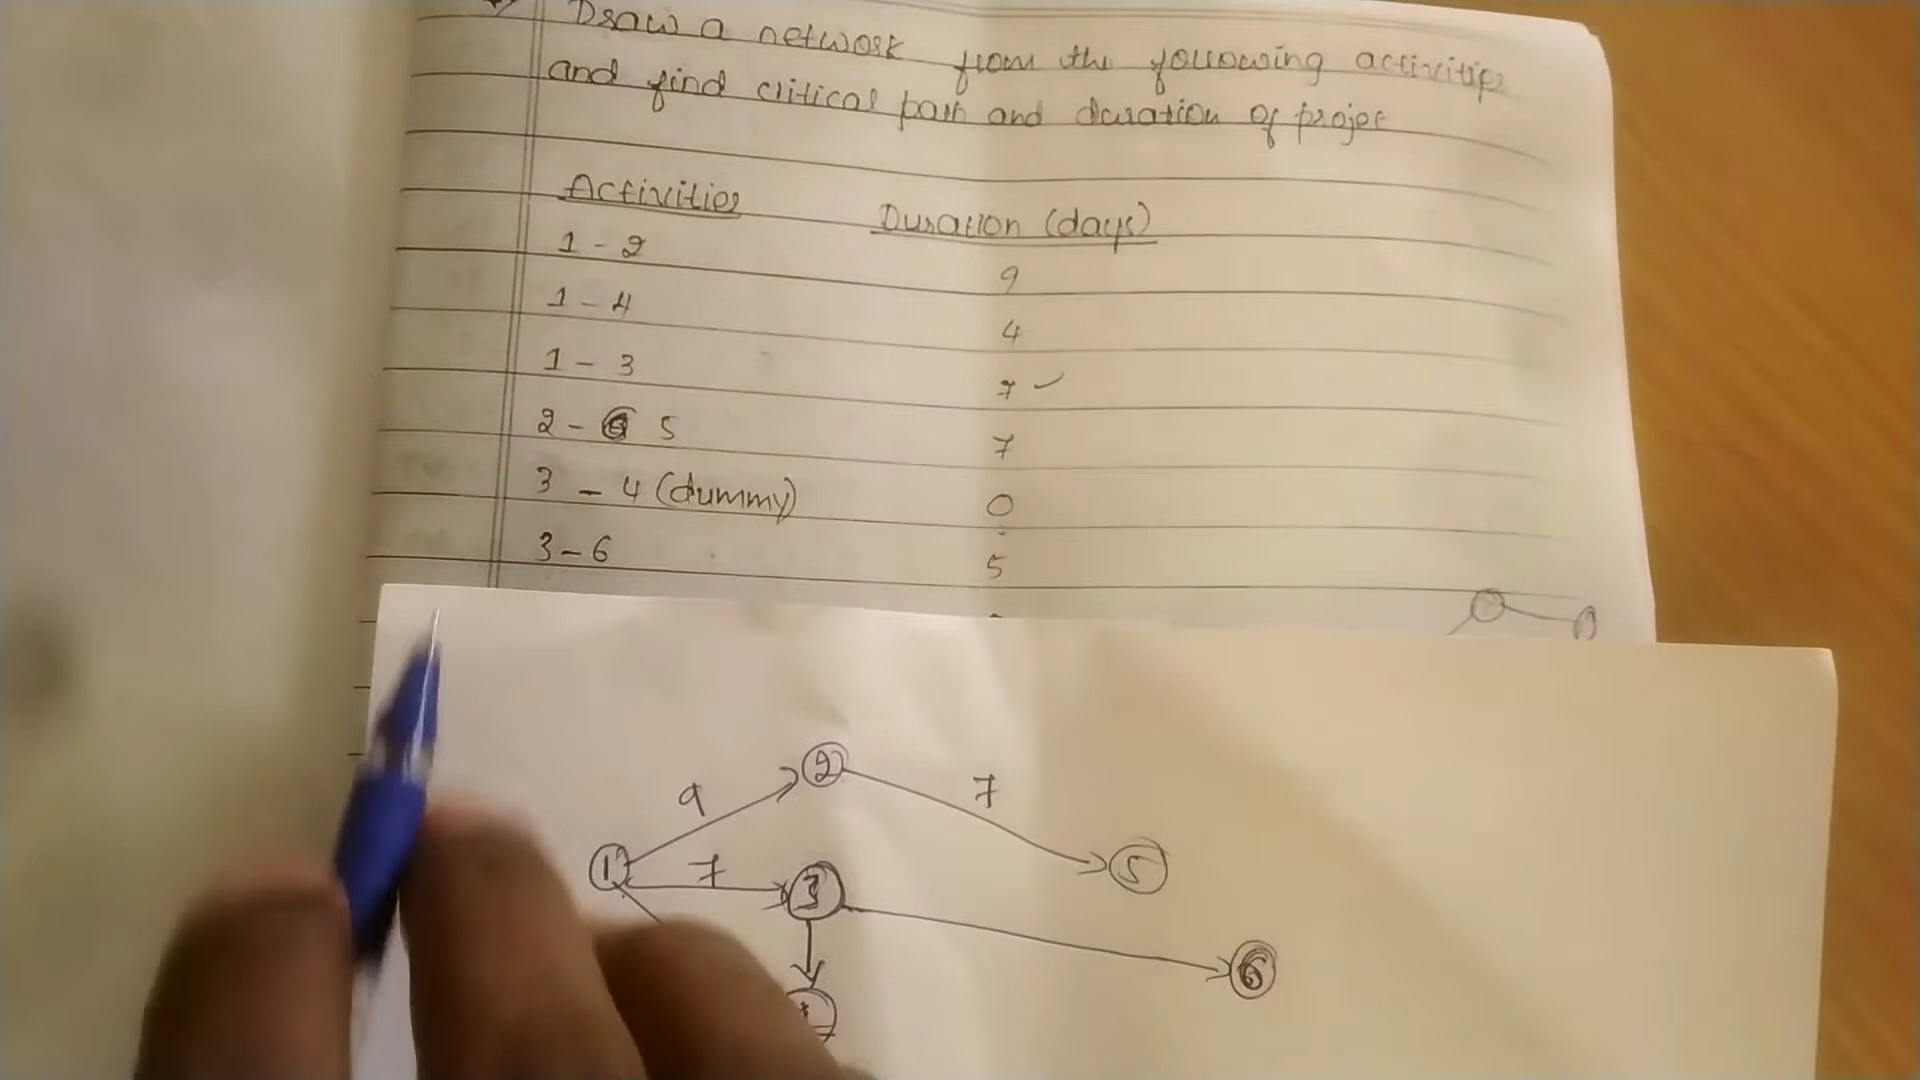 Draw a network from the following activities
and find critical path and duration of projec
Activities Duration (days)
1 - 2 9
1 - 4 4
1 - 3 7
2 - 5 7
3 - 4 (dummy) 0
3 - 6 5
2
9 7
1 7 3 5
6